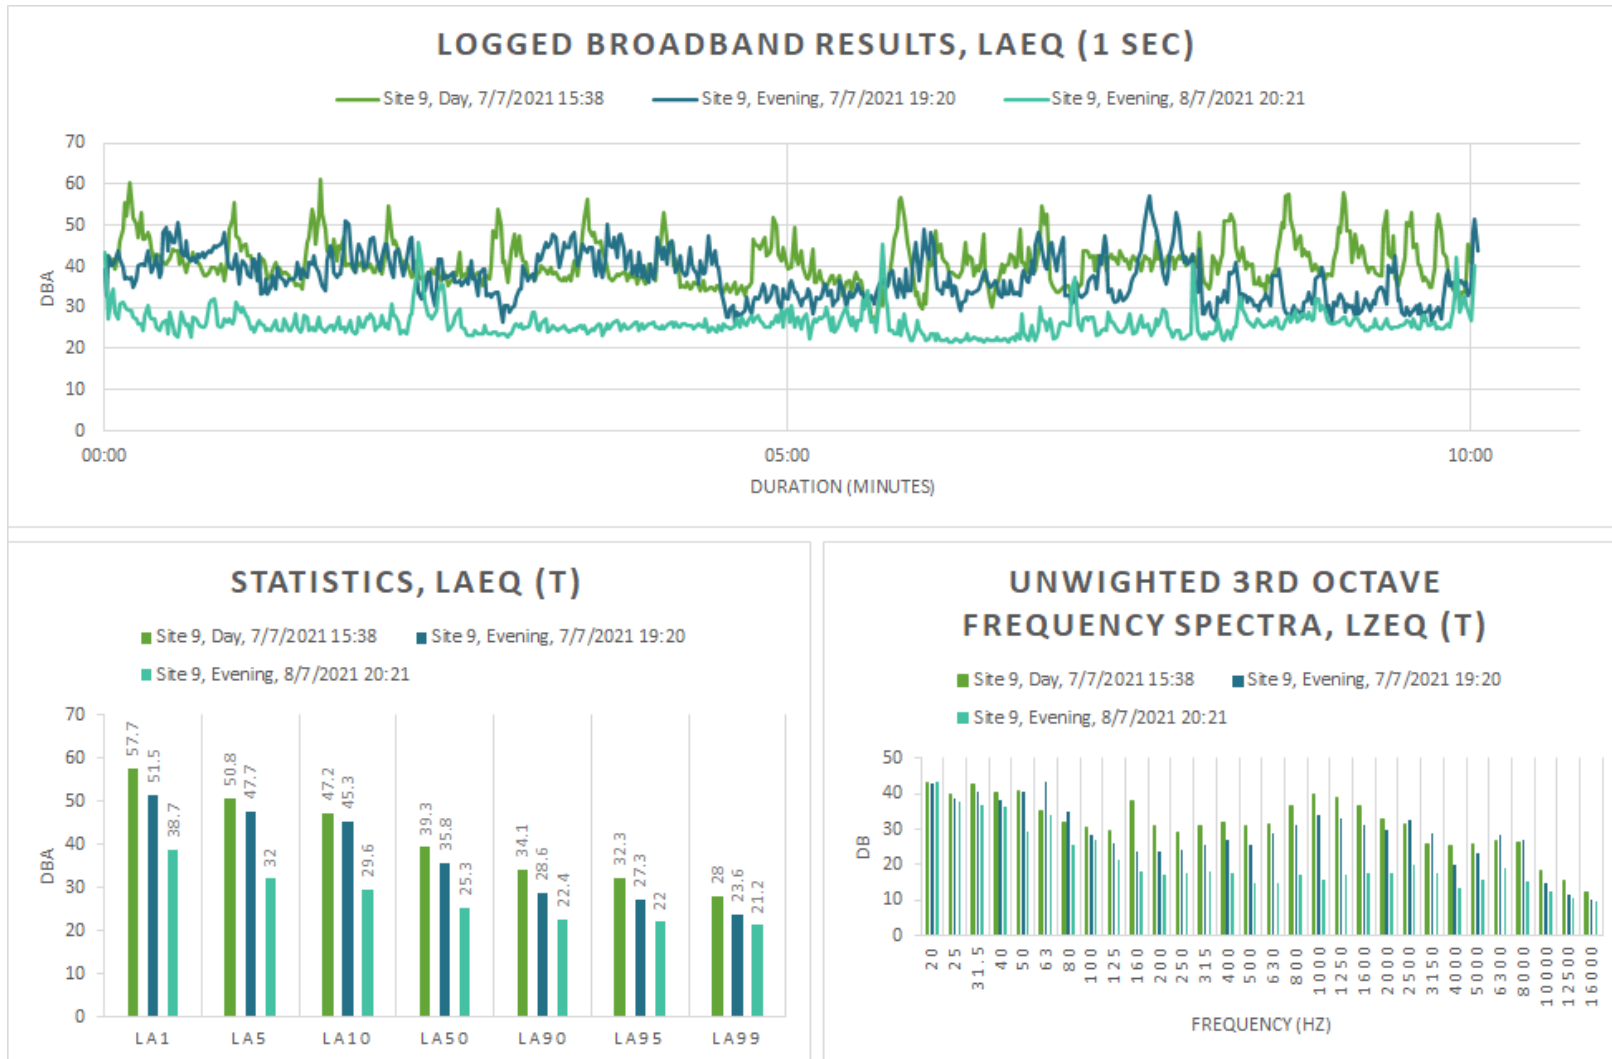 LOGGED BROADBAND RESULTS, LAEQ (1 SEC)
Site 9, Day, 7/7/2021 15:38 Site 9, Evening, 7/7/2021 19:20 Site 9, Evening, 8/7/2021 20:21
70
60
50
40
30
20
10
0
DBA
00:00 05:00 10:00
DURATION (MINUTES)
STATISTICS, LAEQ (T)
Site 9, Day, 7/7/2021 15:38 Site 9, Evening, 7/7/2021 19:20
Site 9, Evening, 8/7/2021 20:21
70
60
50
40
30
20
10
0
DBA
57.7 51.5 38.7
50.8 47.7 32
47.2 45.3 29.6
39.3 35.8 25.3
34.1 28.6 22.4
32.3 27.3 22
28 23.6 21.2
LA1 LA5 LA10 LA50 LA90 LA95 LA99
UNWIGHTED 3RD OCTAVE
FREQUENCY SPECTRA, LZEQ (T)
Site 9, Day, 7/7/2021 15:38 Site 9, Evening, 7/7/2021 19:20
Site 9, Evening, 8/7/2021 20:21
50
40
30
20
10
0
DB
20 25 31.5 40 50 63 80 100 125 160 200 250 315 400 500 630 800 1000 1250 1600 2000 2500 3150 4000 5000 6300 8000 10000 12500 16000
FREQUENCY (HZ)